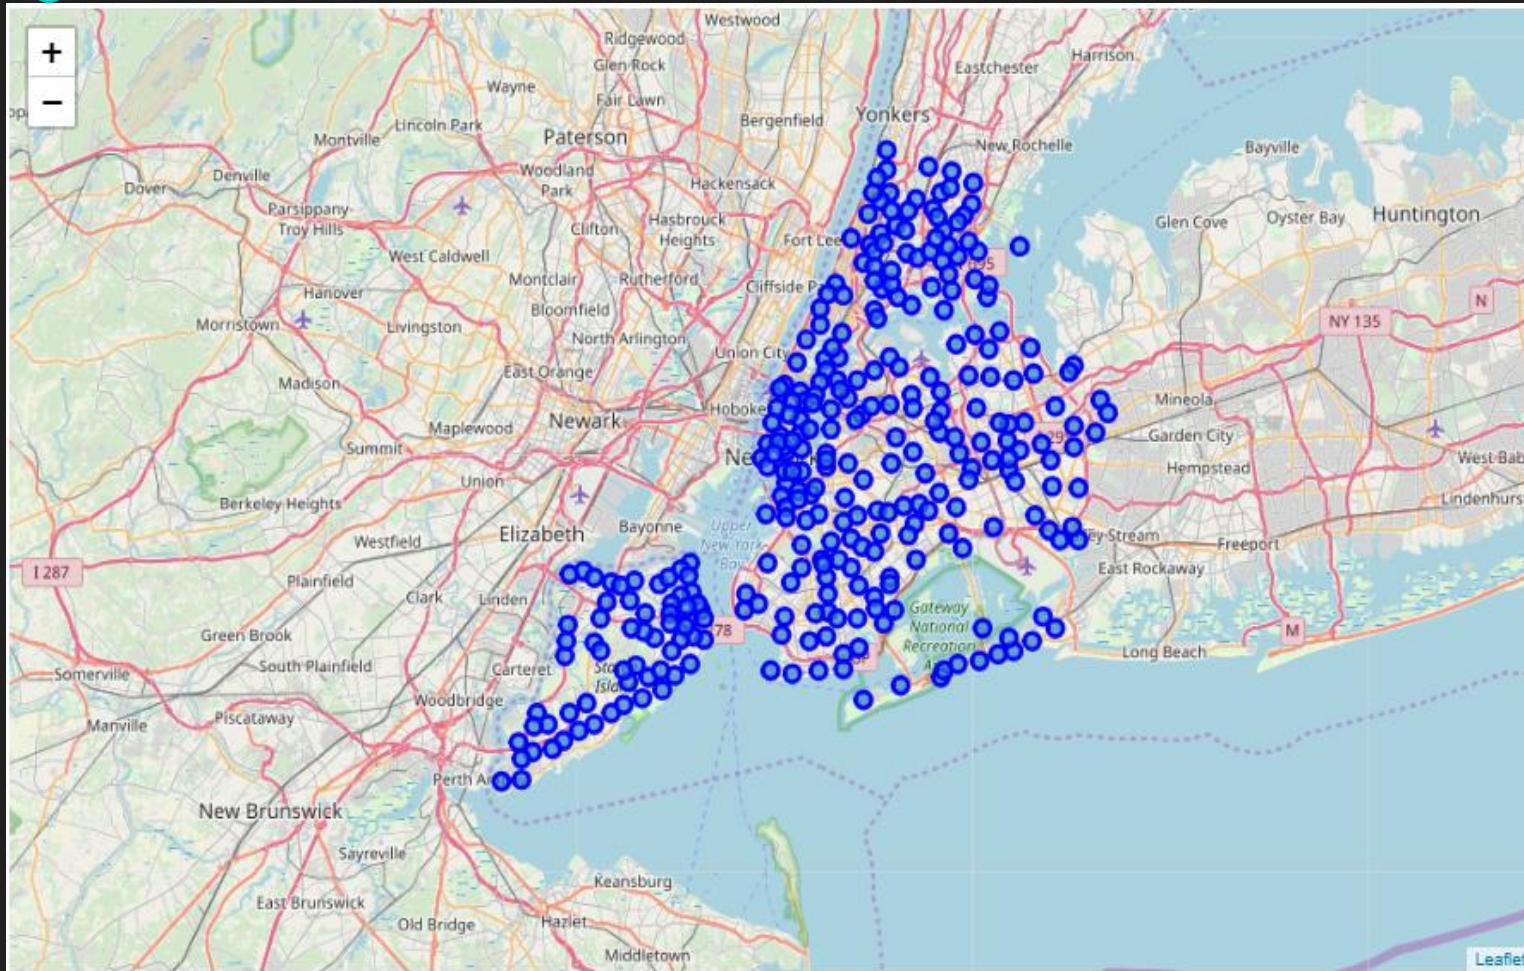 +
−
Westwood
Ridgewood
Glen Rock
Wayne
Fair Lawn
Eastchester
Harrison
Yonkers
Lincoln Park
Montville
Paterson
Bergenfield
New Rochelle
Bayville
Denville
Dover
Woodland
Park
Hackensack
Parsippany-
Troy Hills
Clifton
Hasbrouck
Heights
Fort Lee
Glen Cove
Oyster Bay
Huntington
West Caldwell
Montclair
Rutherford
Cliffside Pa
Hanover
Morristown
Livingston
Bloomfield
North Arlington
Union City
N
NY 135
East Orange
Madison
Newark
Hoboke
Mineola
Maplewood
Summit
Garden City
Hempstead
West Bab
Berkeley Heights
Union
Lindenhurs
Elizabeth
Bayonne
Upper
New York
Bay
Westfield
Freeport
I 287
Plainfield
Clark
Linden
East Rockaway
Gateway
National
Recreation
Green Brook
78
M
Somerville
South Plainfield
Carteret
Long Beach
Woodbridge
Manville
Piscataway
Perth A
New Brunswick
Sayreville
Keansburg
East Brunswick
Old Bridge
Hazlet
Middletown
Leaflet